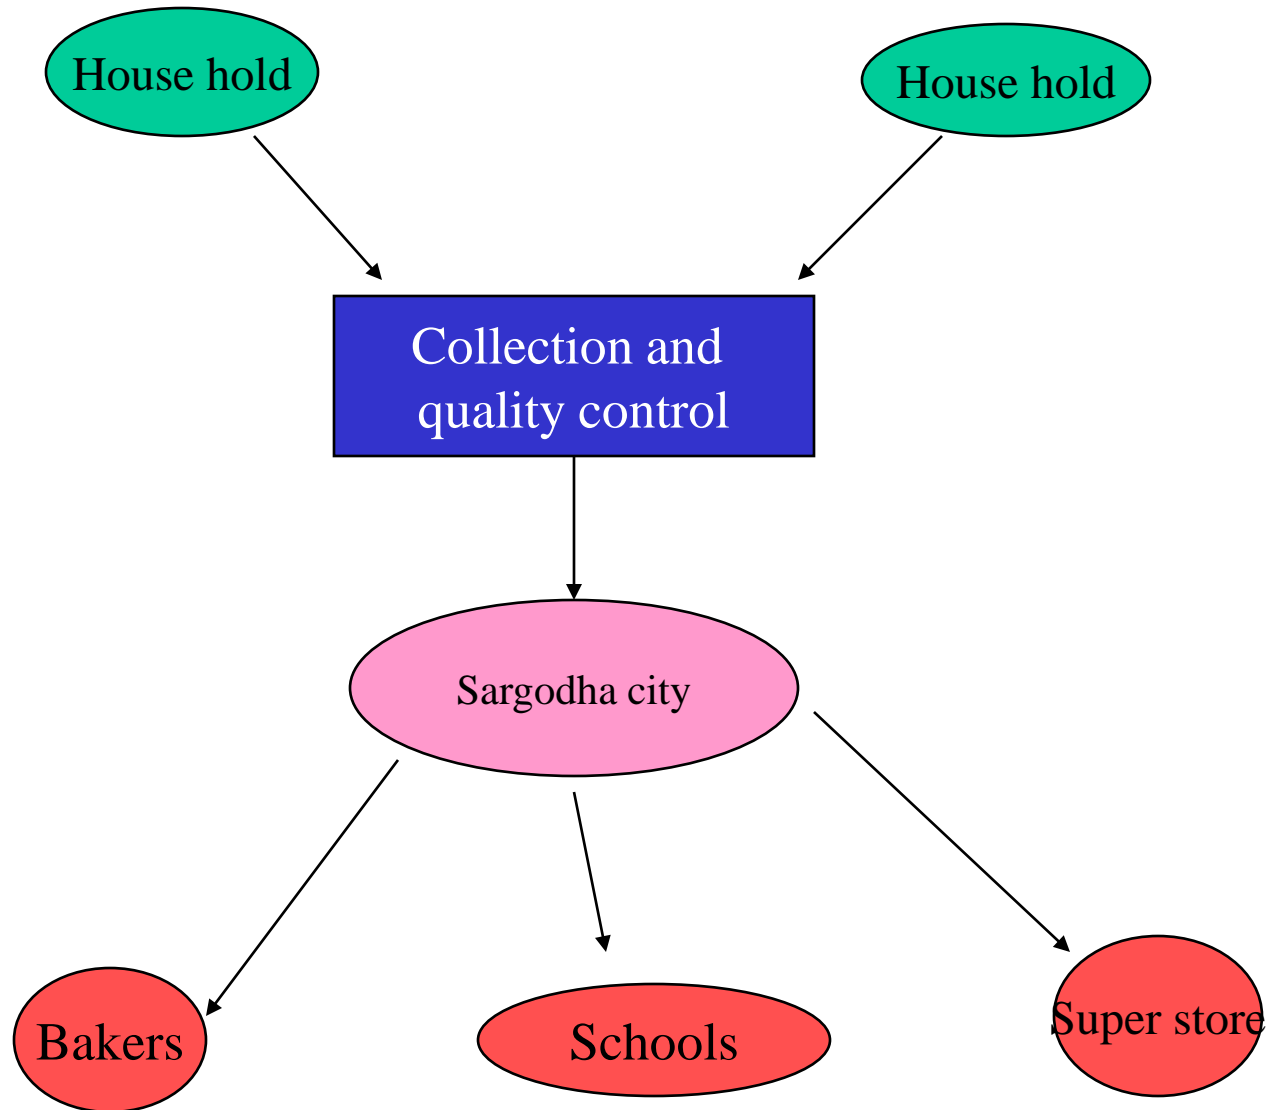 House hold
House hold
Collection and
quality control
Sargodha city
Bakers
Schools
Super store